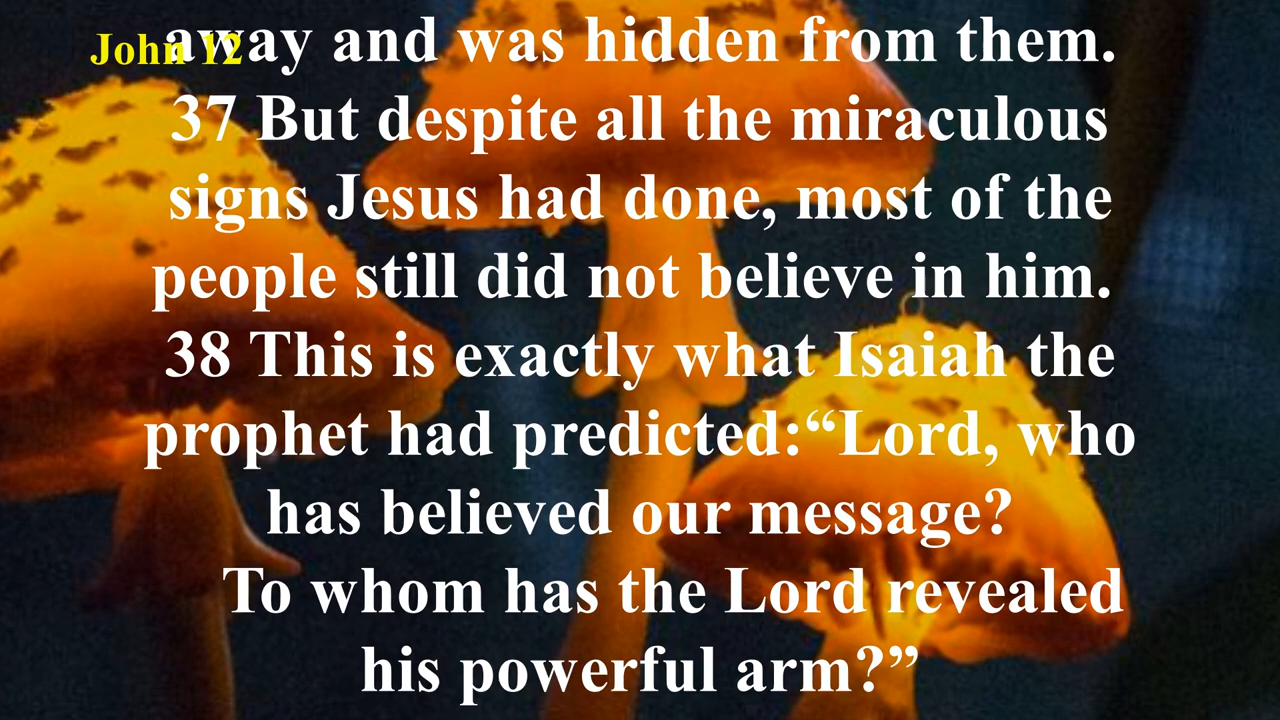 John 12
away and was hidden from them.
37 But despite all the miraculous
signs Jesus had done, most of the
people still did not believe in him.
38 This is exactly what Isaiah the
prophet had predicted:“Lord, who
has believed our message?
To whom has the Lord revealed
his powerful arm?”